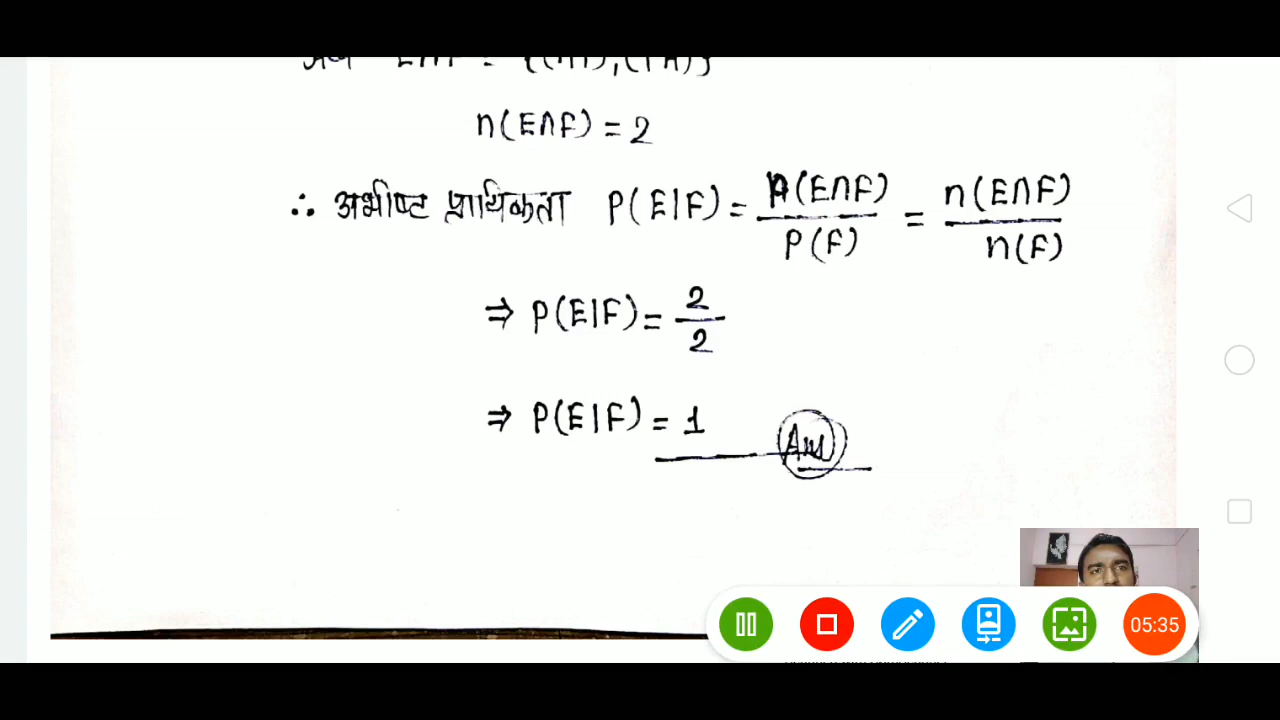 n(E∩F) = 2
∴ अभीष्ट प्रायिकता P(E|F) = P(E∩F)/P(F) = n(E∩F)/n(F)
⇒ P(E|F) = 2/2
⇒ P(E|F) = 1 Ans
05:35